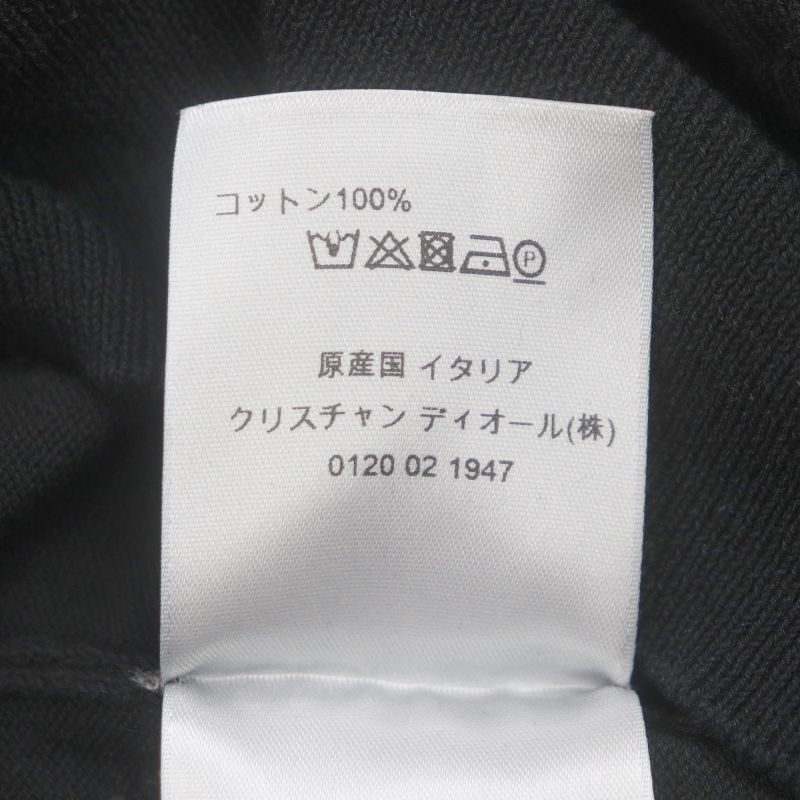 コットン100%
P
原産国 イタリア
クリスチャン ディオール(株)
0120 02 1947